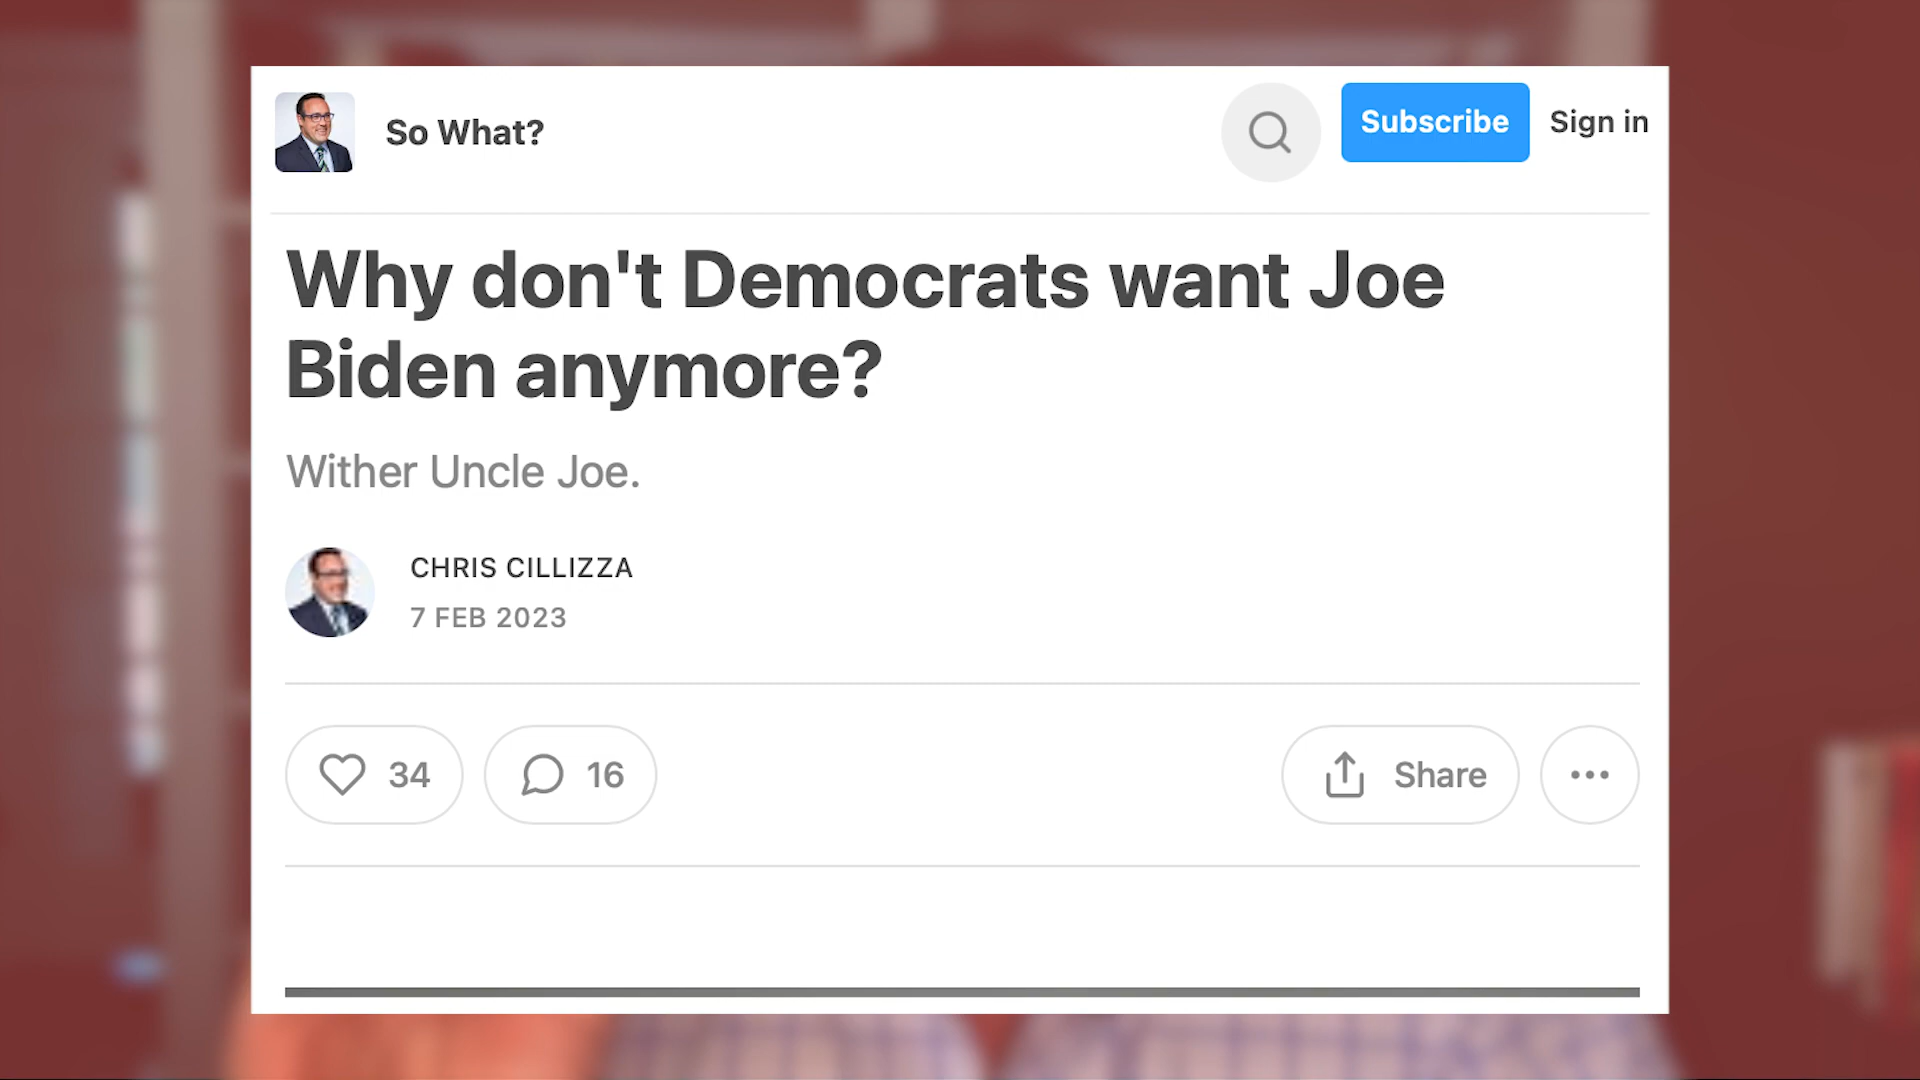 So What?
Subscribe
Sign in
Why don't Democrats want Joe
Biden anymore?
Wither Uncle Joe.
CHRIS CILLIZZA
7 FEB 2023
34
16
Share